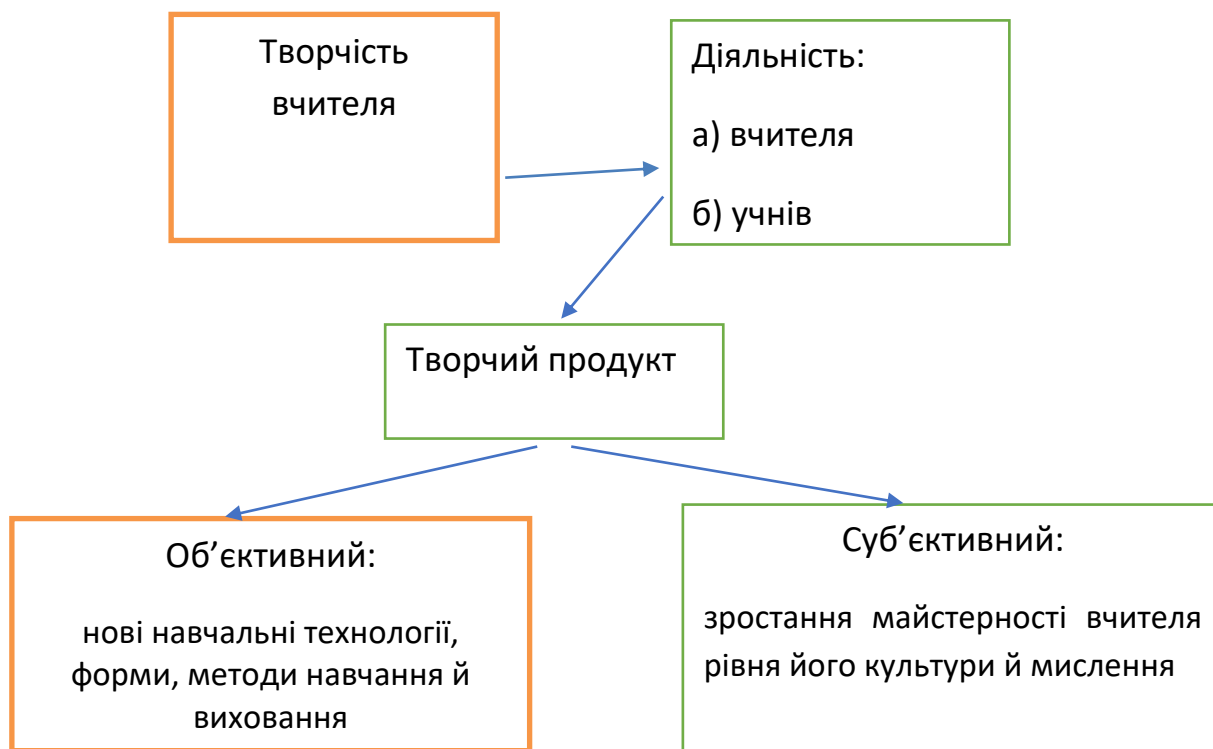 Творчість
вчителя
Діяльність:
а) вчителя
б) учнів
Творчий продукт
Об’єктивний:
нові навчальні технології,
форми, методи навчання й
виховання
Суб’єктивний:
зростання майстерності вчителя
рівня його культури й мислення